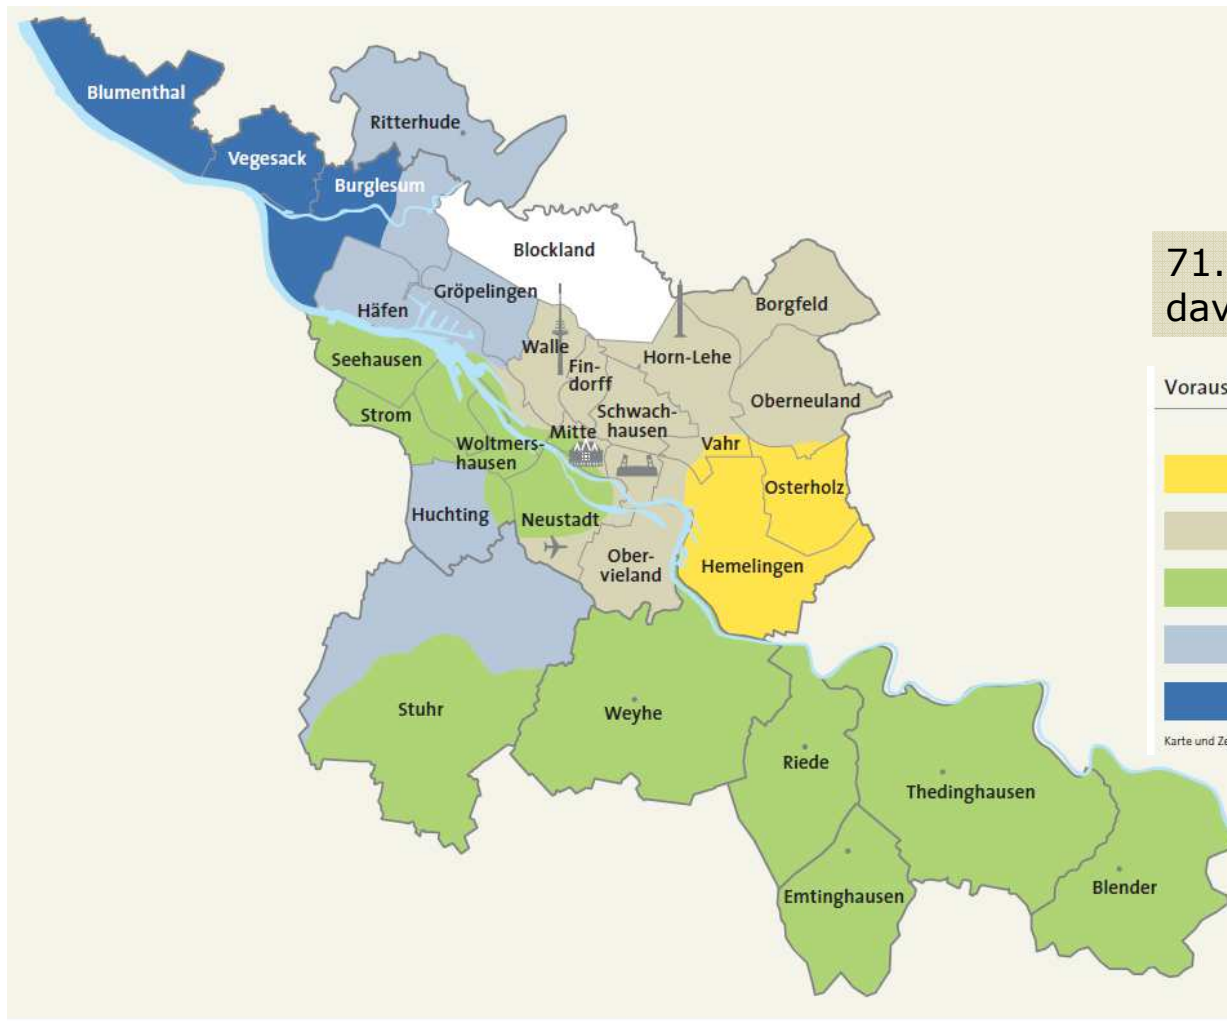 Blumenthal
Vegesack
Burglesum
Ritterhude
Blockland
Häfen
Gröpelingen
Borgfeld
Seehausen
Walle
Fin-
dorff
Horn-Lehe
Oberneuland
Strom
Schwach-
hausen
Mitte
Woltmers-
hausen
Vahr
Osterholz
Huchting
Neustadt
Ober-
vieland
Hemelingen
Stuhr
Weyhe
Riede
Thedinghausen
Emtinghausen
Blender
71.
dav
Voraus
Karte und Ze